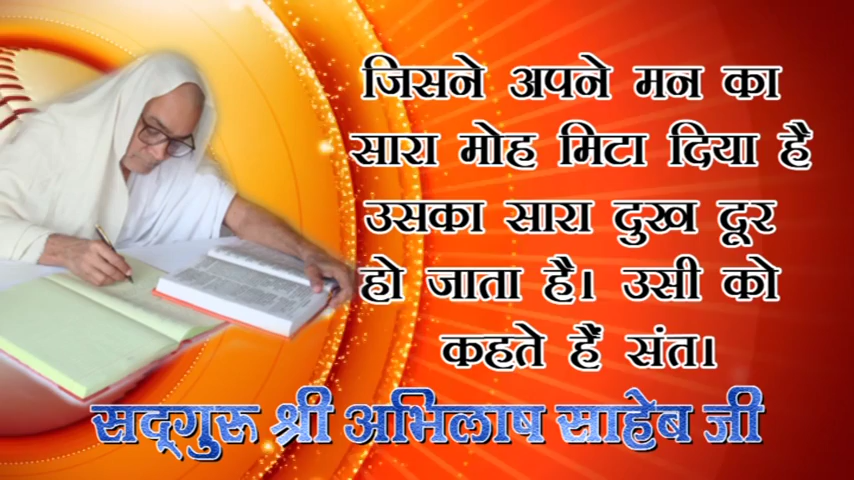 जिसने अपने मन का
सारा मोह मिटा दिया है
उसका सारा दुख दूर
हो जाता है। उसी को
कहते हैं संत।
सद्गुरू श्री अभिलाष साहेब जी